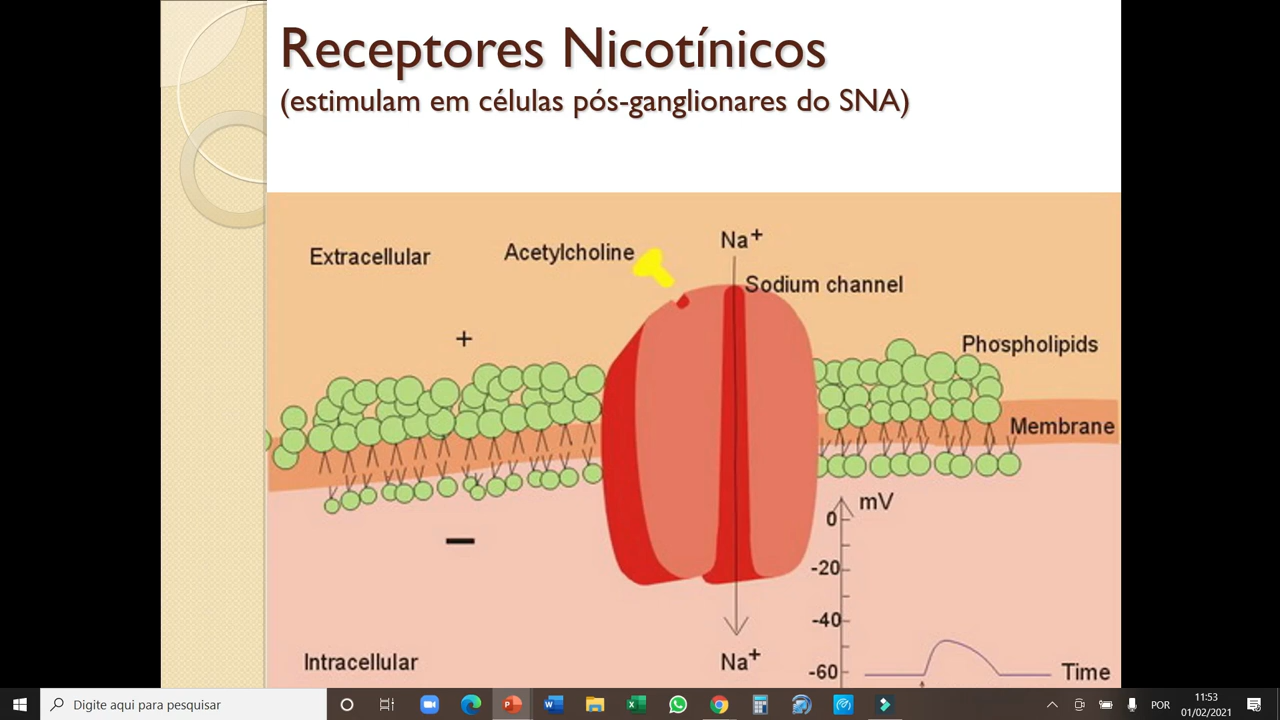 Receptores Nicotínicos
(estimulam em células pós-ganglionares do SNA)
Extracellular
Acetylcholine
Na+
Sodium channel
+
Phospholipids
Membrane
mV
0
-20
-40
-60
Time
–
Intracellular
Na+
Digite aqui para pesquisar
POR
11:53
01/02/2021